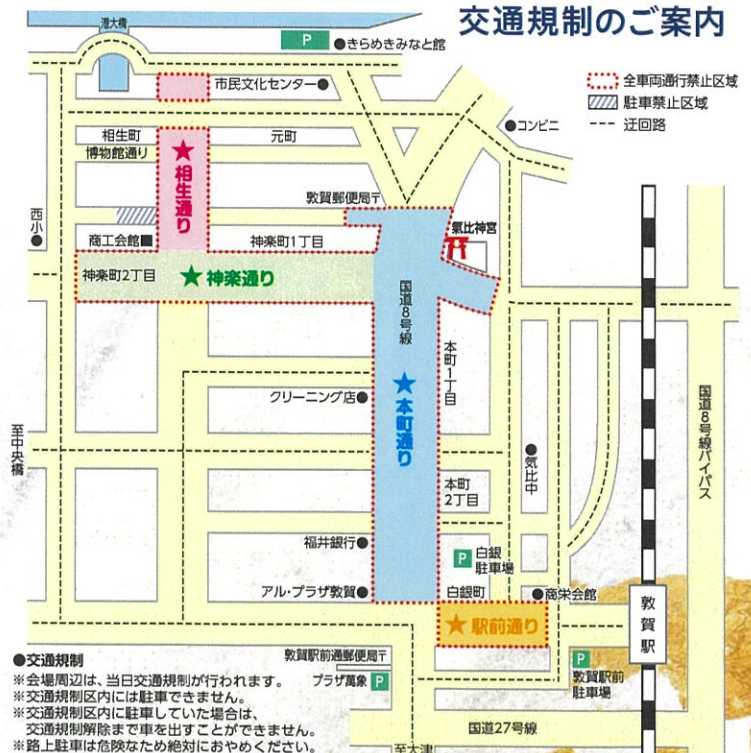 交通規制のご案内
港大橋
P
●きらめきみなと館
市民文化センター●
全車両通行禁止区域
駐車禁止区域
迂回路
●コンビニ
相生町
元町
博物館通り
★相生通り
敦賀郵便局〒
西小●
氣比神宮
商工会館■
神楽町1丁目
神楽町2丁目
★神楽通り
国道8号線
本町1丁目
クリーニング店●
★本町通り
国道8号線バイパス
至中央橋
●気比中
本町
2丁目
福井銀行●
P
白銀
駐車場
アル・プラザ敦賀●
白銀町
●商栄会館
★駅前通り
敦賀駅
敦賀駅前通郵便局〒
プラザ萬象
P
P
敦賀駅前
駐車場
国道27号線
至大津
●交通規制
※会場周辺は、当日交通規制が行われます。
※交通規制区内には駐車できません。
※交通規制区内に駐車していた場合は、
交通規制解除まで車を出すことができません。
※路上駐車は危険なため絶対におやめください。